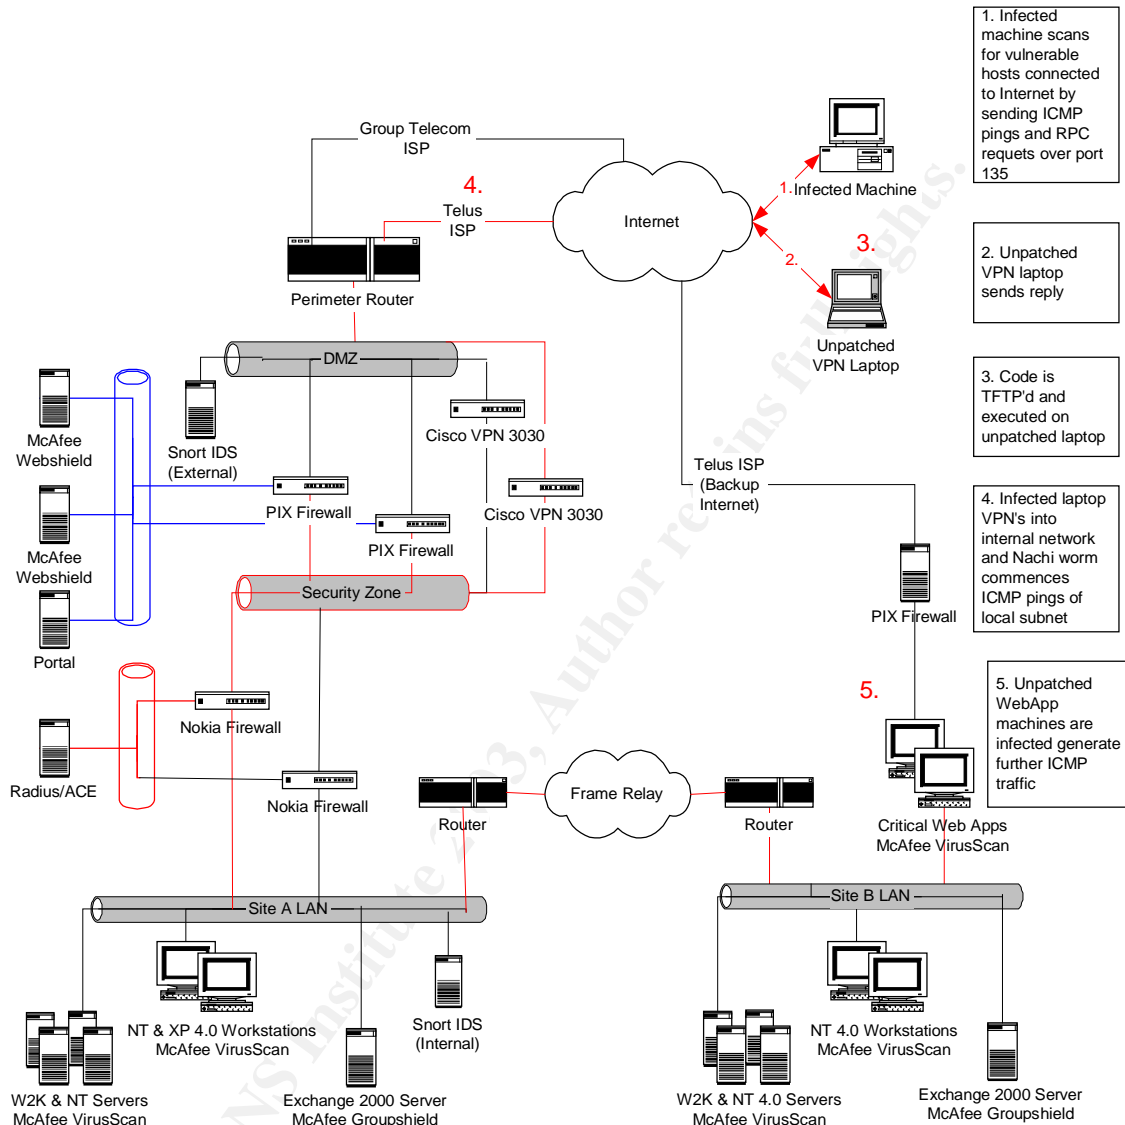 1. Infected
machine scans
for vulnerable
hosts connected
to Internet by
sending ICMP
pings and RPC
requets over port
135
Group Telecom
ISP
4.
Telus
ISP
Internet
1.
Infected Machine
2.
3.
Unpatched
VPN Laptop
2. Unpatched
VPN laptop
sends reply
Perimeter Router
DMZ
McAfee
Webshield
Snort IDS
(External)
Cisco VPN 3030
Cisco VPN 3030
PIX Firewall
PIX Firewall
McAfee
Webshield
Security Zone
Portal
3. Code is
TFTP'd and
executed on
unpatched laptop
Telus ISP
(Backup
Internet)
4. Infected laptop
VPN's into
internal network
and Nachi worm
commences
ICMP pings of
local subnet
PIX Firewall
5.
5. Unpatched
WebApp
machines are
infected generate
further ICMP
traffic
Nokia Firewall
Radius/ACE
Nokia Firewall
Router
Frame Relay
Router
Critical Web Apps
McAfee VirusScan
Site A LAN
Site B LAN
NT & XP 4.0 Workstations
McAfee VirusScan
Snort IDS
(Internal)
NT 4.0 Workstations
McAfee VirusScan
W2K & NT Servers
McAfee VirusScan
Exchange 2000 Server
McAfee Groupshield
W2K & NT 4.0 Servers
McAfee VirusScan
Exchange 2000 Server
McAfee Groupshield
NS Institute 2003, Author retains full rights.